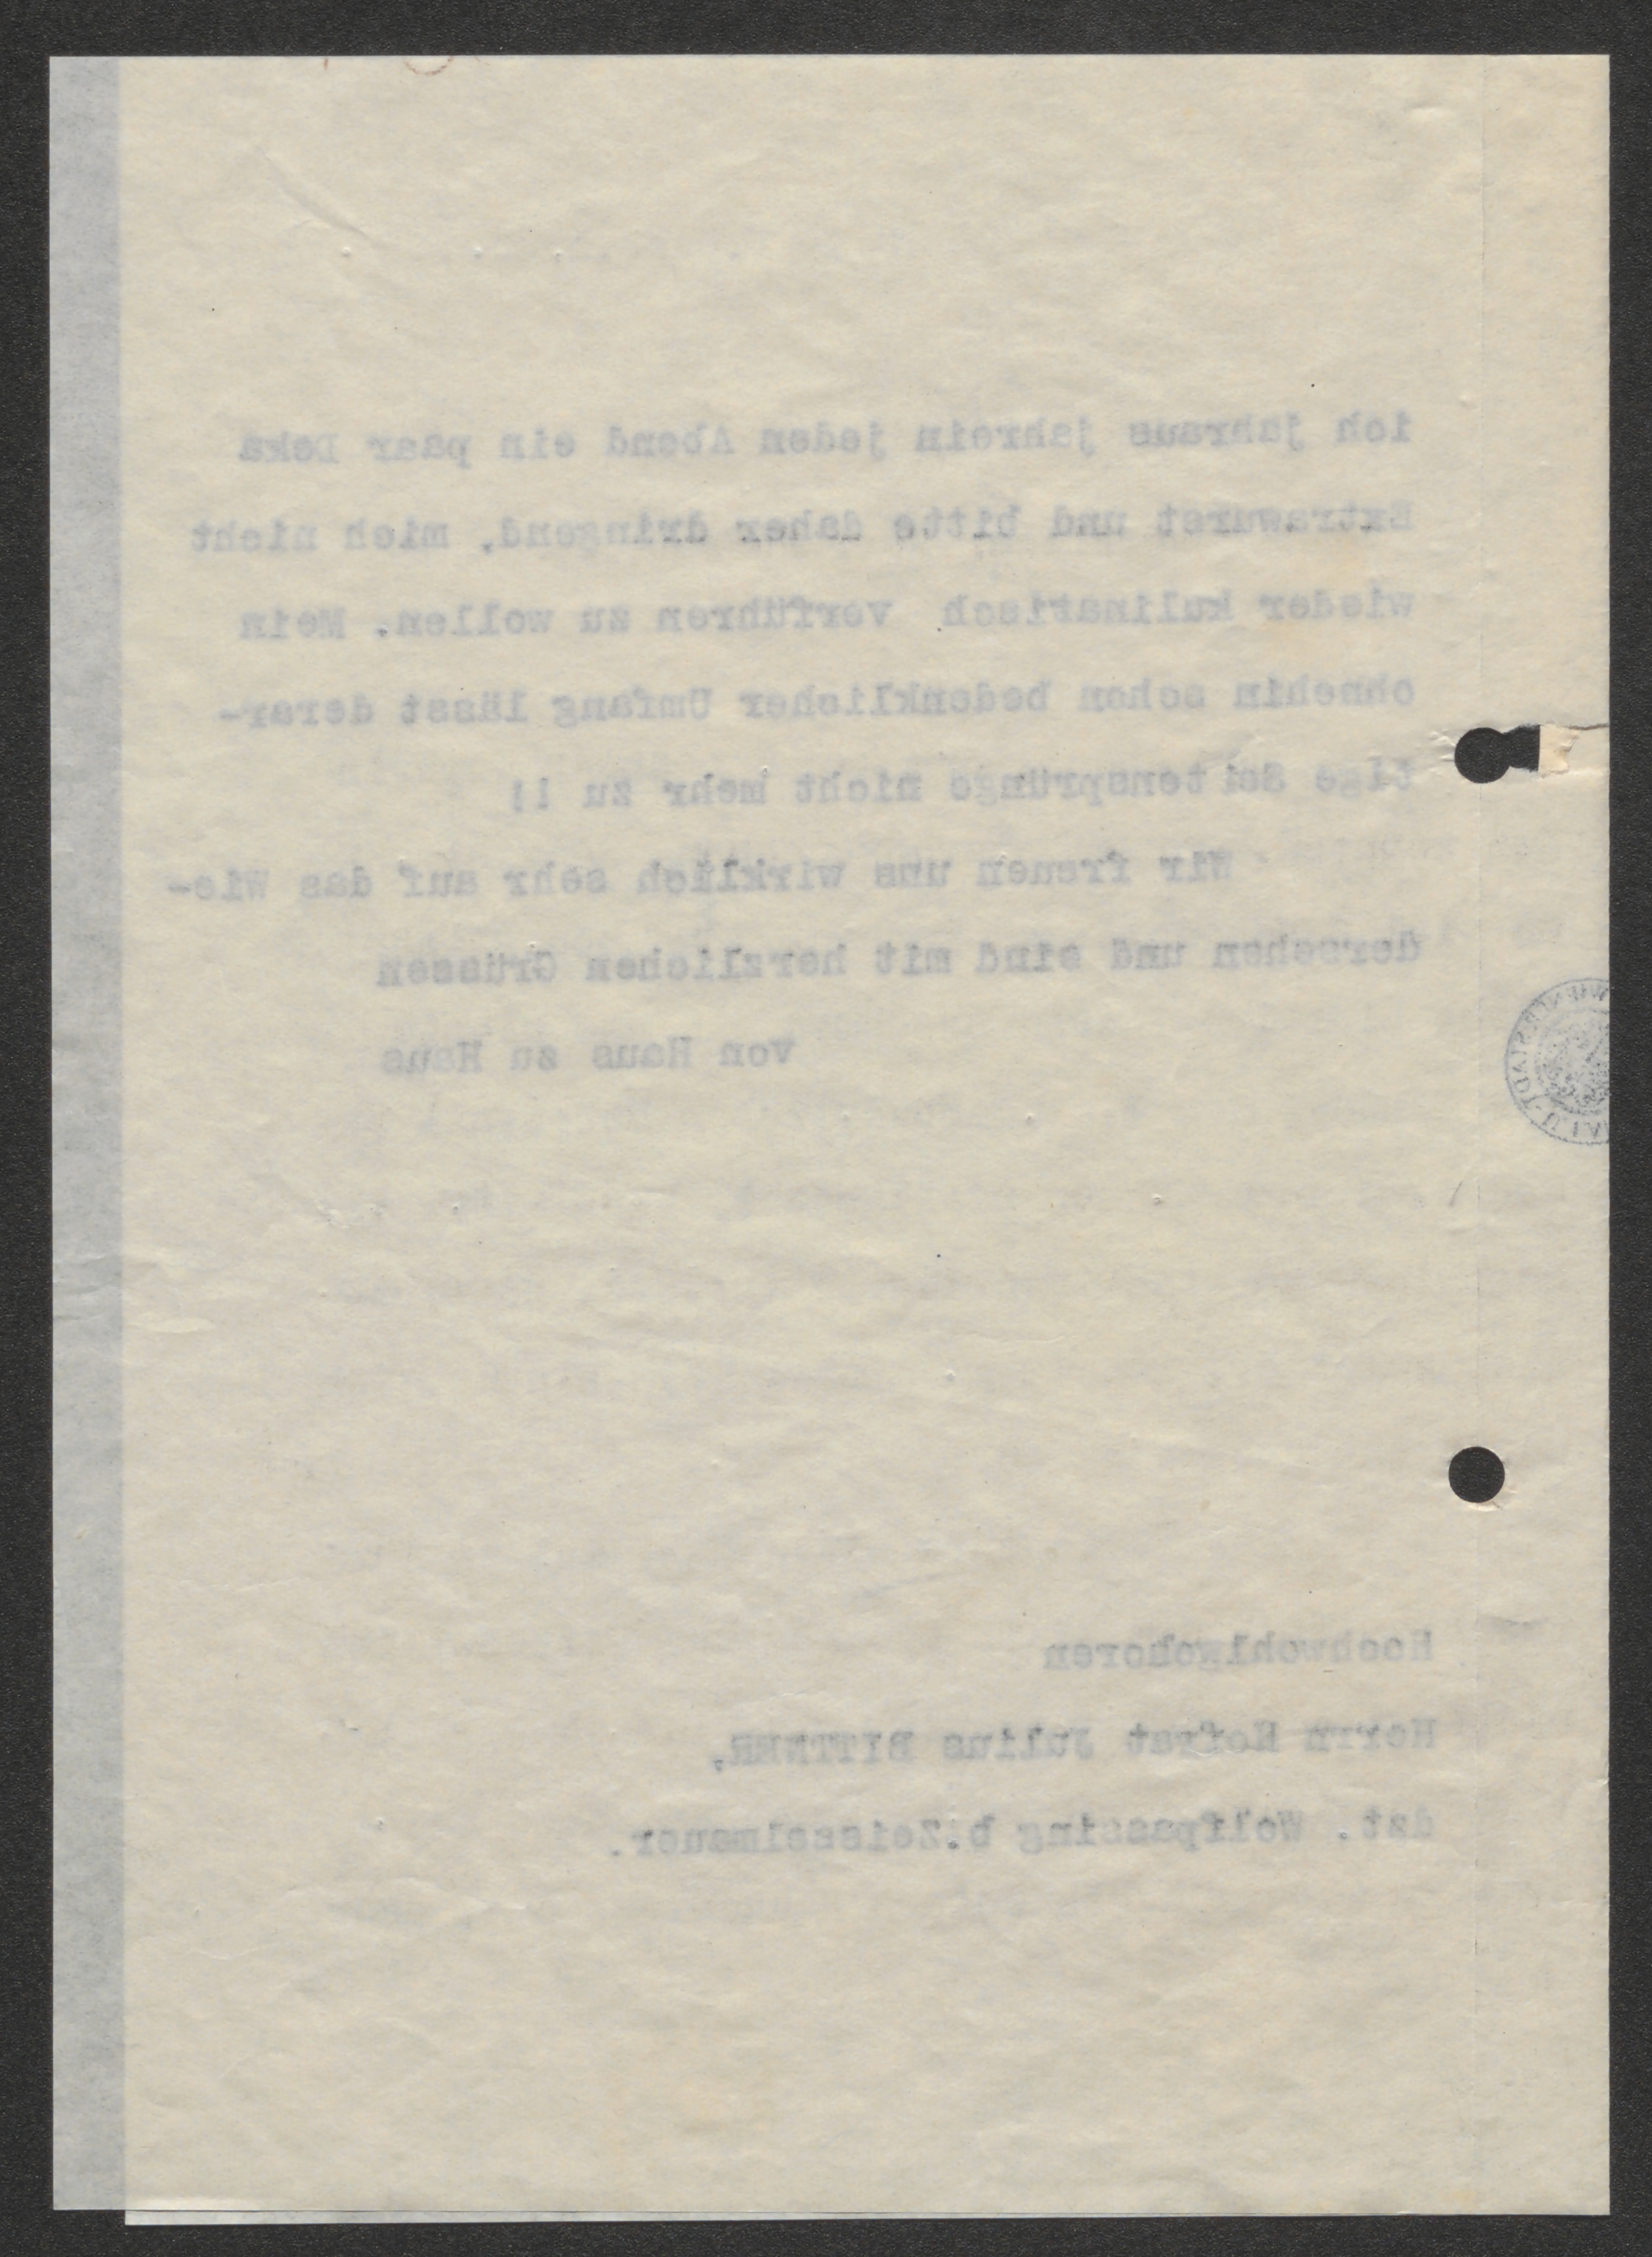 ich jahraus jahrein jeden Abend ein paar Deka
Extrawurst und bitte daher dringend, mich nicht
wieder kulinatisch verführen zu wollen. Mein
ohnehin schon bedenklicher Umfang lässt derar-
tige Seitensprünge nicht mehr zu !!
Wir freuen uns wirklich sehr auf das Wie-
dersehen und sind mit herzlichen Grüssen
von Haus zu Haus
Hochwohlgeboren
Herrn Hofrat Julius BITTNER,
dzt. Wolfpassing b.Zeisselmauer.